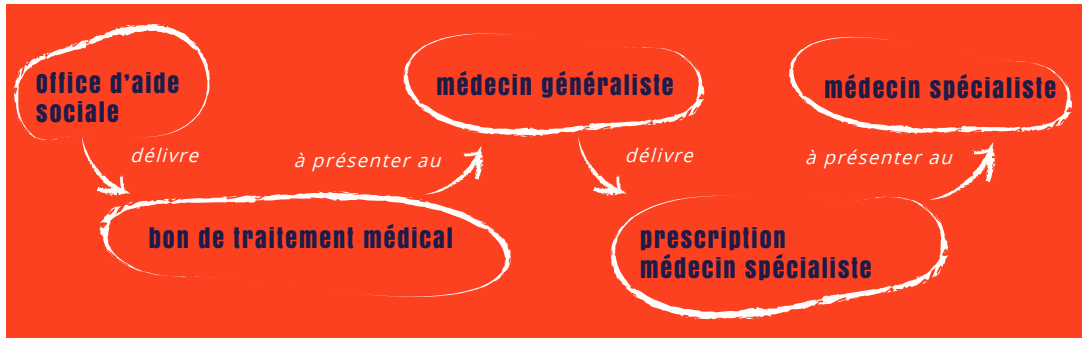 office d'aide
sociale
délivre
bon de traitement médical
à présenter au
médecin généraliste
délivre
prescription
médecin spécialiste
à présenter au
médecin spécialiste